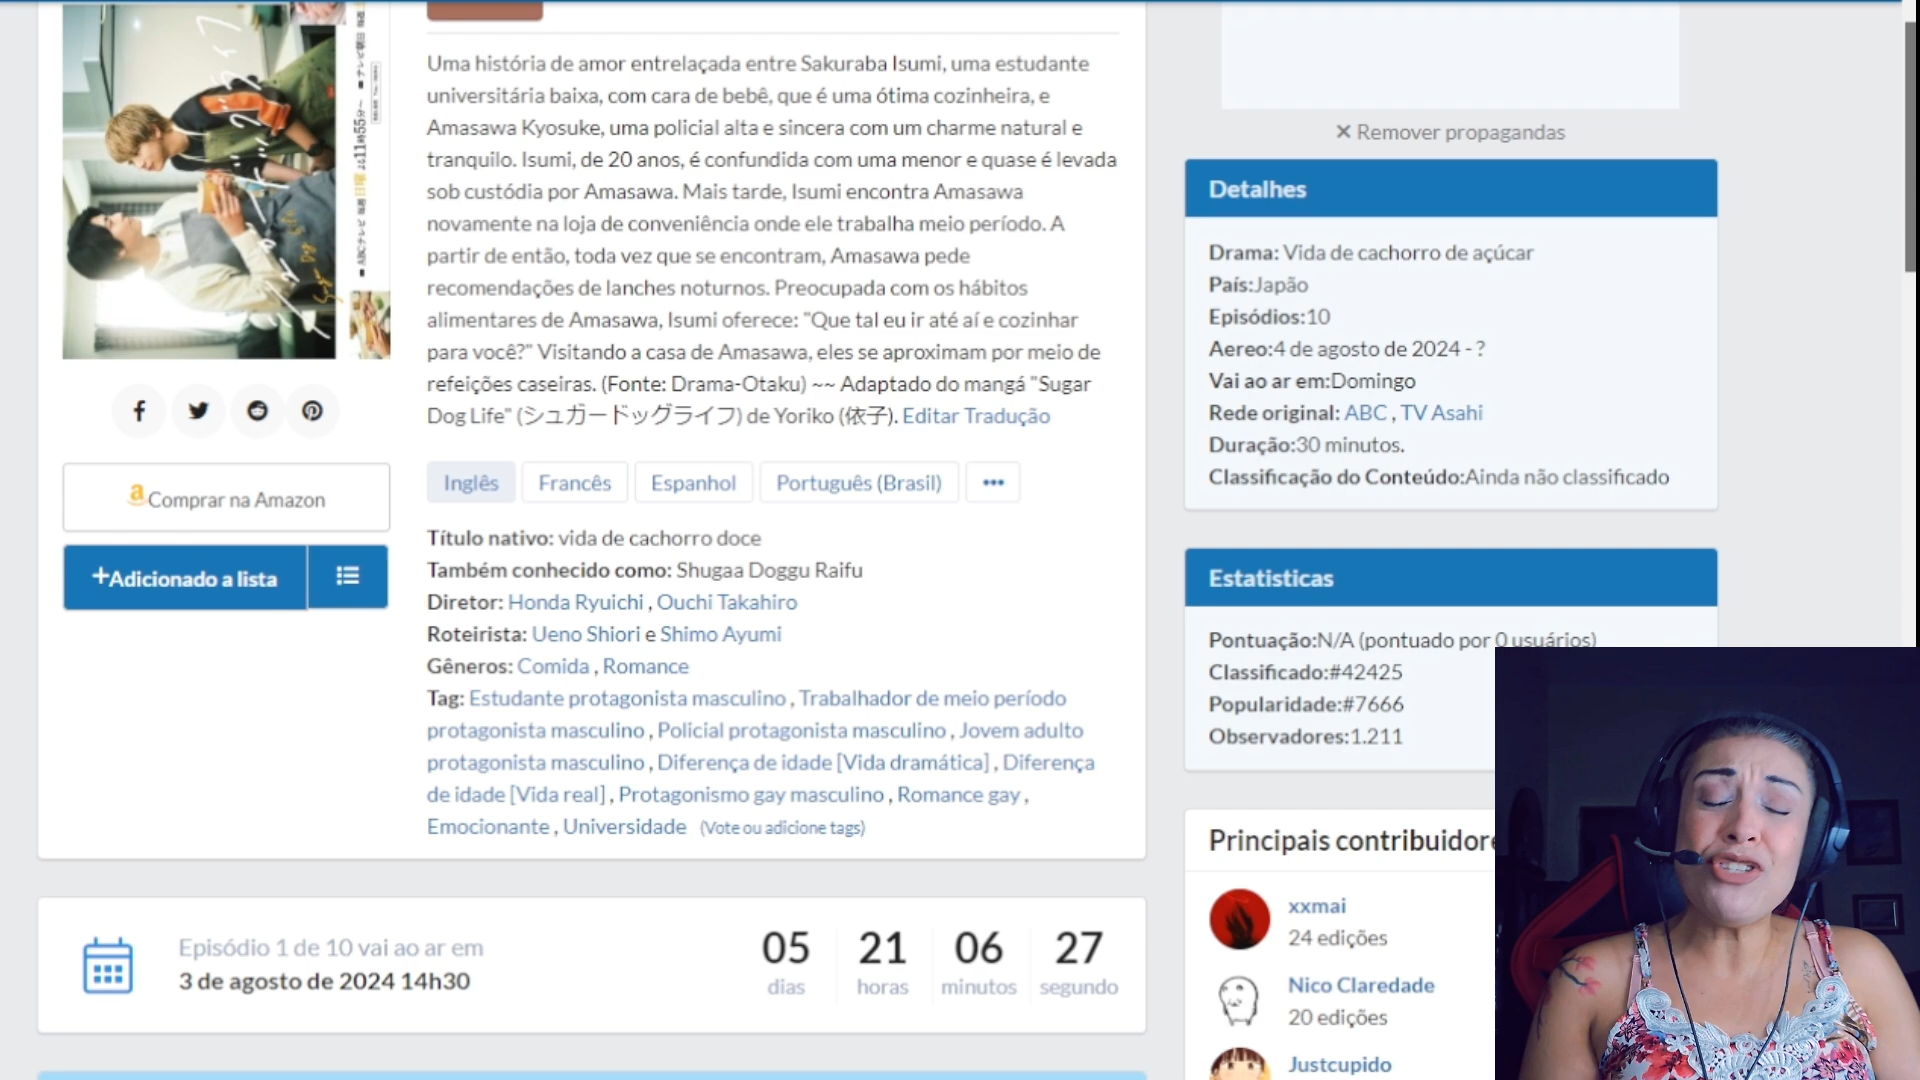 Uma história de amor entrelaçada entre Sakuraba Isumi, uma estudante
universitária baixa, com cara de bebê, que é uma ótima cozinheira, e
Amasawa Kyosuke, uma policial alta e sincera com um charme natural e
tranquilo. Isumi, de 20 anos, é confundida com uma menor e quase é levada
sob custódia por Amasawa. Mais tarde, Isumi encontra Amasawa
novamente na loja de conveniência onde ele trabalha meio período. A
partir de então, toda vez que se encontram, Amasawa pede
recomendações de lanches noturnos. Preocupada com os hábitos
alimentares de Amasawa, Isumi oferece: "Que tal eu ir até aí e cozinhar
para você?" Visitando a casa de Amasawa, eles se aproximam por meio de
refeições caseiras. (Fonte: Drama-Otaku) ~~ Adaptado do mangá "Sugar
Dog Life" (シュガードッグライフ) de Yoriko (依子). Editar Tradução
Inglês
Francês
Espanhol
Português (Brasil)
•••
Título nativo: vida de cachorro doce
Também conhecido como: Shugaa Doggu Raifu
Diretor: Honda Ryuichi , Ouchi Takahiro
Roteirista: Ueno Shiori e Shimo Ayumi
Gêneros: Comida , Romance
Tag: Estudante protagonista masculino , Trabalhador de meio período
protagonista masculino , Policial protagonista masculino , Jovem adulto
protagonista masculino , Diferença de idade [Vida dramática] , Diferença
de idade [Vida real] , Protagonismo gay masculino , Romance gay ,
Emocionante , Universidade (Vote ou adicione tags)
Comprar na Amazon
+Adicionado a lista
Episódio 1 de 10 vai ao ar em
3 de agosto de 2024 14h30
05 21 06 27
dias horas minutos segundo
✕ Remover propagandas
Detalhes
Drama: Vida de cachorro de açúcar
País:Japão
Episódios:10
Aereo:4 de agosto de 2024 - ?
Vai ao ar em:Domingo
Rede original: ABC , TV Asahi
Duração:30 minutos.
Classificação do Conteúdo:Ainda não classificado
Estatisticas
Pontuação:N/A (pontuado por 0 usuários)
Classificado:#42425
Popularidade:#7666
Observadores:1.211
Principais contribuidore
xxmai
24 edições
Nico Claredade
20 edições
Justcupido